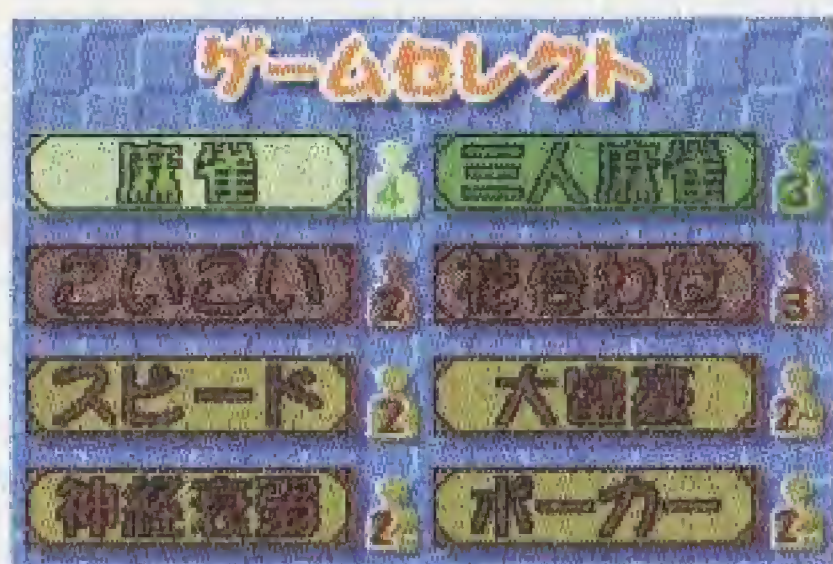 ゲームセレクト
麻雀 4 三人麻雀 3
こいこい 2 花合わせ 3
スピード 2 大富豪 2~
神経衰弱 2~ ポーカー 2~